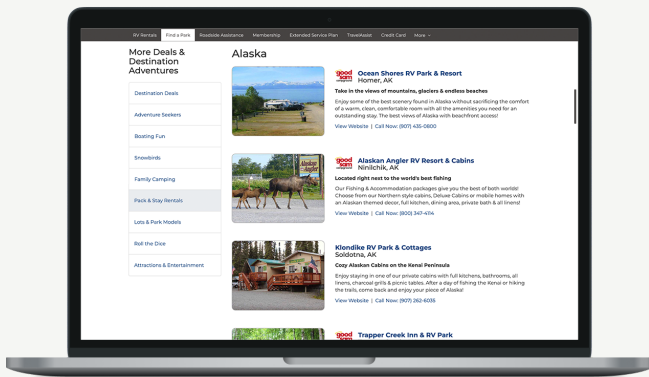 RV Rentals Find a Park Roadside Assistance Membership Extended Service Plan TravelAssist Credit Card More
More Deals &
Destination
Adventures
Destination Deals
Adventure Seekers
Boating Fun
Snowbirds
Family Camping
Pack & Stay Rentals
Lots & Park Models
Roll the Dice
Attractions & Entertainment
Alaska
good
sam
Ocean Shores RV Park & Resort
Homer, AK
Take in the views of mountains, glaciers & endless beaches
Enjoy some of the best scenery found in Alaska without sacrificing the comfort
of a warm, clean, comfortable room with all the amenities you need for an
outstanding stay. The best views of Alaska with beachfront access!
View Website | Call Now: (907) 435-0800
Alaskan
Angler
good
sam
Alaskan Angler RV Resort & Cabins
Ninilchik, AK
Located right next to the world's best fishing
Our Fishing & Accommodation packages give you the best of both worlds!
Choose from our Northern style cabins, Deluxe Cabins or mobile homes with
an Alaskan themed decor, full kitchen, dining area, private bath & all linens!
View Website | Call Now: (800) 347-4114
Klondike RV Park & Cottages
Soldotna, AK
Cozy Alaskan Cabins on the Kenai Peninsula
Enjoy staying in one of our private cabins with full kitchens, bathrooms, all
linens, charcoal grills & picnic tables. After a day of fishing the Kenai or hiking
the trails, come back and enjoy your piece of Alaska!
View Website | Call Now: (907) 262-6035
good
sam
Trapper Creek Inn & RV Park